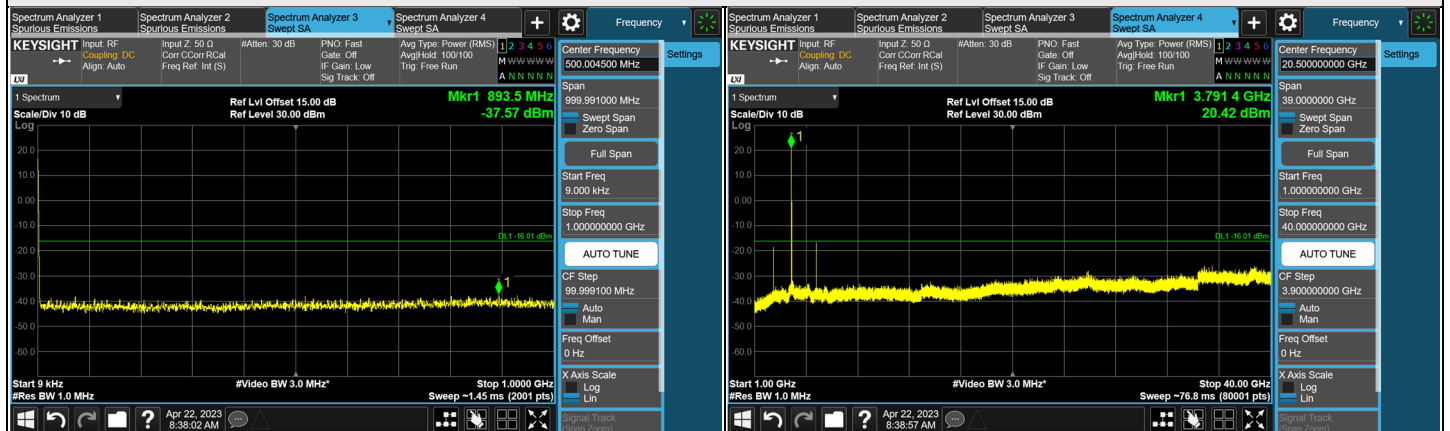 Spectrum Analyzer 1
Spurious Emissions
Spectrum Analyzer 2
Spurious Emissions
Spectrum Analyzer 3
Swept SA
Spectrum Analyzer 4
Swept SA
+
Frequency
KEYSIGHT
LXI
Input: RF
Coupling: DC
Align: Auto
Input Z: 50 Ω
Corr CCorr RCal
Freq Ref: Int (S)
#Atten: 30 dB
PNO: Fast
Gate: Off
IF Gain: Low
Sig Track: Off
Avg Type: Power (RMS)
Avg|Hold: 100/100
Trig: Free Run
1 2 3 4 5 6
M W W W W W
A N N N N N
1 Spectrum
Scale/Div 10 dB
Ref Lvl Offset 15.00 dB
Ref Level 30.00 dBm
Mkr1 893.5 MHz
-37.57 dBm
Log
20.0
10.0
0.00
-10.0
-20.0
-30.0
-40.0
-50.0
-60.0
DL1 -16.01 dBm
1
Start 9 kHz
#Res BW 1.0 MHz
#Video BW 3.0 MHz*
Stop 1.0000 GHz
Sweep ~1.45 ms (2001 pts)
Center Frequency
500.004500 MHz
Span
999.991000 MHz
Swept Span
Zero Span
Full Span
Start Freq
9.000 kHz
Stop Freq
1.000000000 GHz
AUTO TUNE
CF Step
99.999100 MHz
Auto
Man
Freq Offset
0 Hz
X Axis Scale
Log
Lin
Signal Track
(Span Zoom)
Settings
?
Apr 22, 2023
8:38:02 AM
Spectrum Analyzer 1
Spurious Emissions
Spectrum Analyzer 2
Spurious Emissions
Spectrum Analyzer 3
Swept SA
Spectrum Analyzer 4
Swept SA
+
Frequency
KEYSIGHT
LXI
Input: RF
Coupling: DC
Align: Auto
Input Z: 50 Ω
Corr CCorr RCal
Freq Ref: Int (S)
#Atten: 30 dB
PNO: Fast
Gate: Off
IF Gain: Low
Sig Track: Off
Avg Type: Power (RMS)
Avg|Hold: 100/100
Trig: Free Run
1 2 3 4 5 6
M W W W W W
A N N N N N
1 Spectrum
Scale/Div 10 dB
Ref Lvl Offset 15.00 dB
Ref Level 30.00 dBm
Mkr1 3.791 4 GHz
20.42 dBm
Log
20.0
10.0
0.00
-10.0
-20.0
-30.0
-40.0
-50.0
-60.0
DL1 -16.01 dBm
1
Start 1.00 GHz
#Res BW 1.0 MHz
#Video BW 3.0 MHz*
Stop 40.00 GHz
Sweep ~76.8 ms (80001 pts)
Center Frequency
20.500000000 GHz
Span
39.0000000 GHz
Swept Span
Zero Span
Full Span
Start Freq
1.000000000 GHz
Stop Freq
40.000000000 GHz
AUTO TUNE
CF Step
3.900000000 GHz
Auto
Man
Freq Offset
0 Hz
X Axis Scale
Log
Lin
Signal Track
(Span Zoom)
Settings
?
Apr 22, 2023
8:38:57 AM